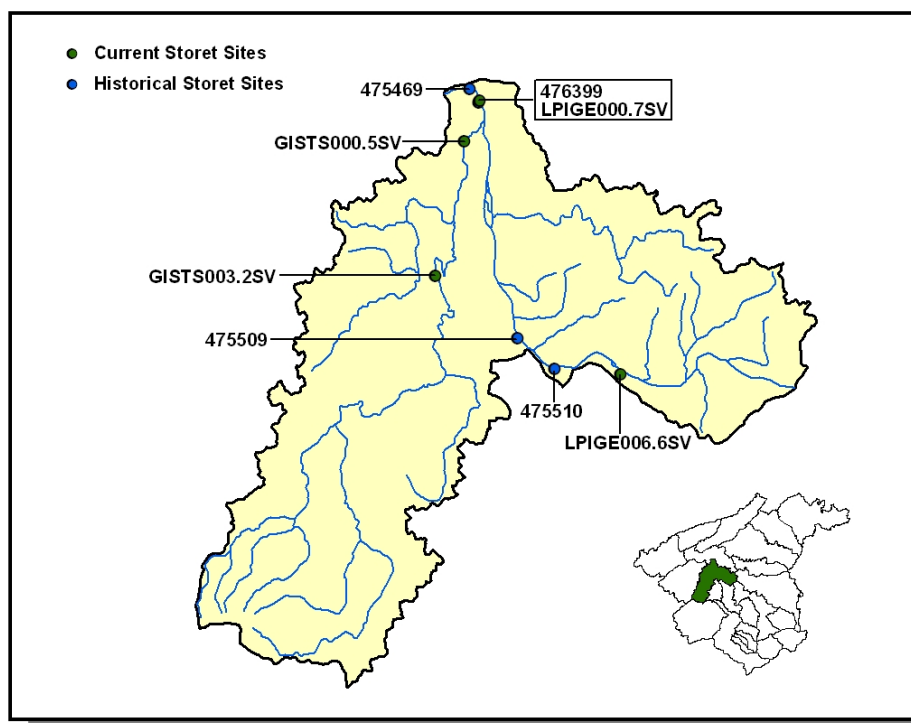 Current Storet Sites
Historical Storet Sites
475469
476399
LPIGE000.7SV
GISTS000.5SV
GISTS003.2SV
475509
475510
LPIGE006.6SV